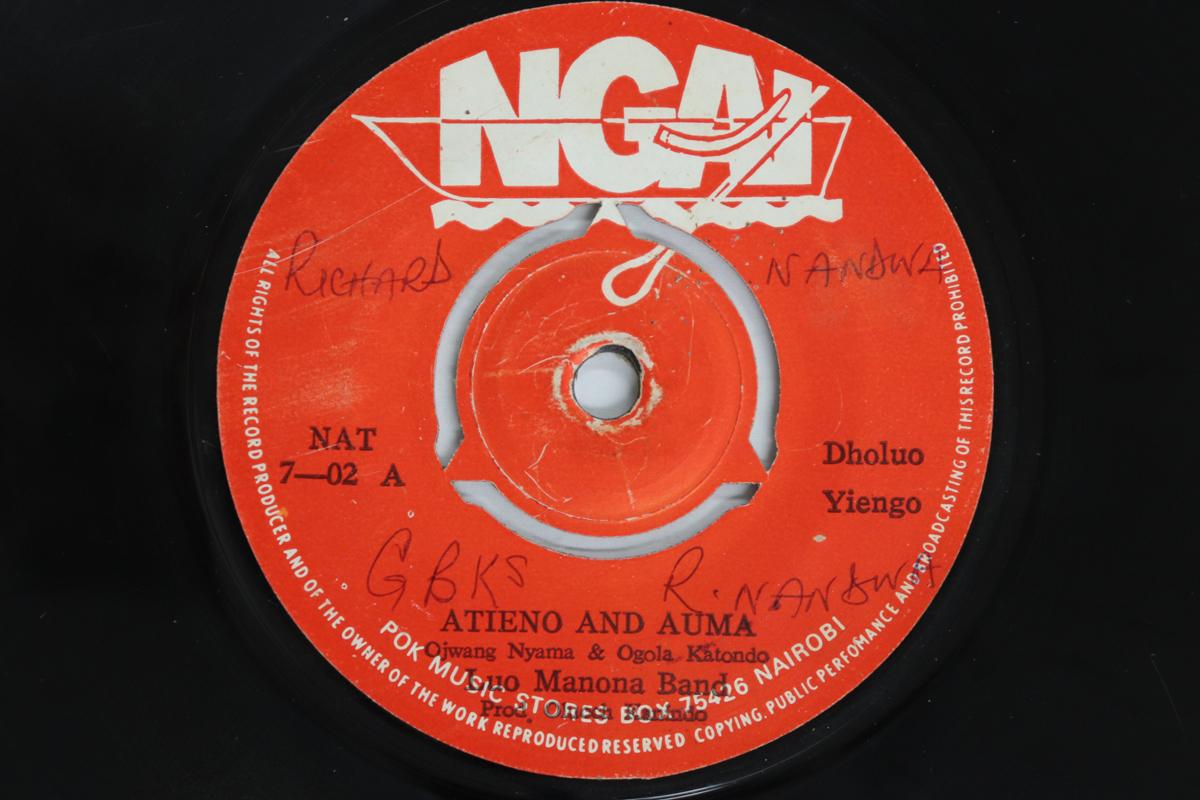 NGAI
RICHARD NANDWA
NAT
7—02 A
Dholuo
Yiengo
GBKS R. NANDWA
ATIENO AND AUMA
Ojwang Nyama & Ogola Katondo
Luo Manona Band
Prod.
POK MUSIC STORES BOX 75426 NAIROBI
ALL RIGHTS OF THE RECORD PRODUCER AND OF THE OWNER OF THE WORK REPRODUCED RESERVED COPYING. PUBLIC PERFOMANCE AND BROADCASTING OF THIS RECORD PROHIBITED